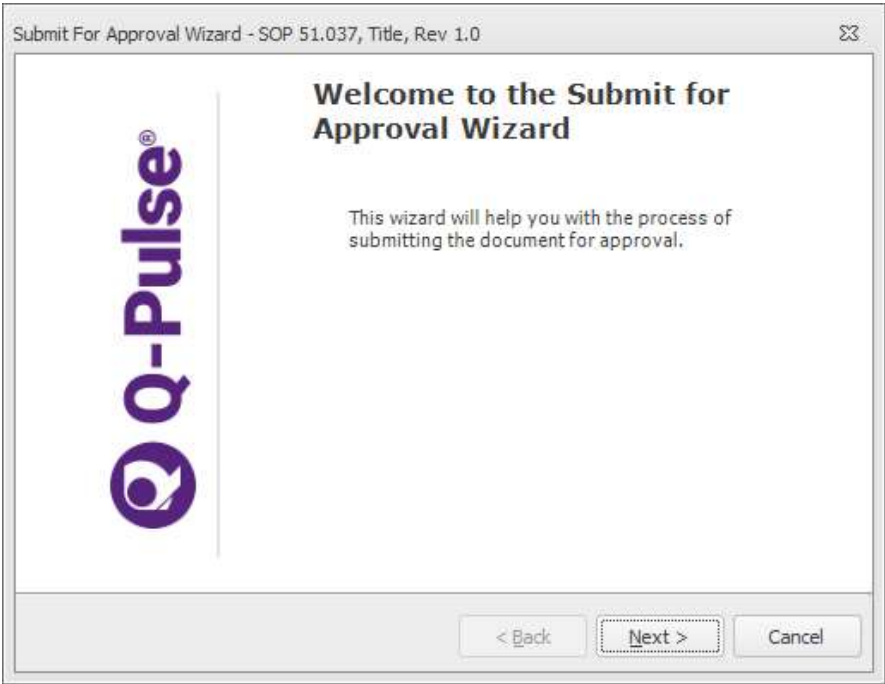 Submit For Approval Wizard - SOP 51.037, Title, Rev 1.0
Welcome to the Submit for
Approval Wizard
This wizard will help you with the process of
submitting the document for approval.
Q-Pulse®
< Back
Next >
Cancel